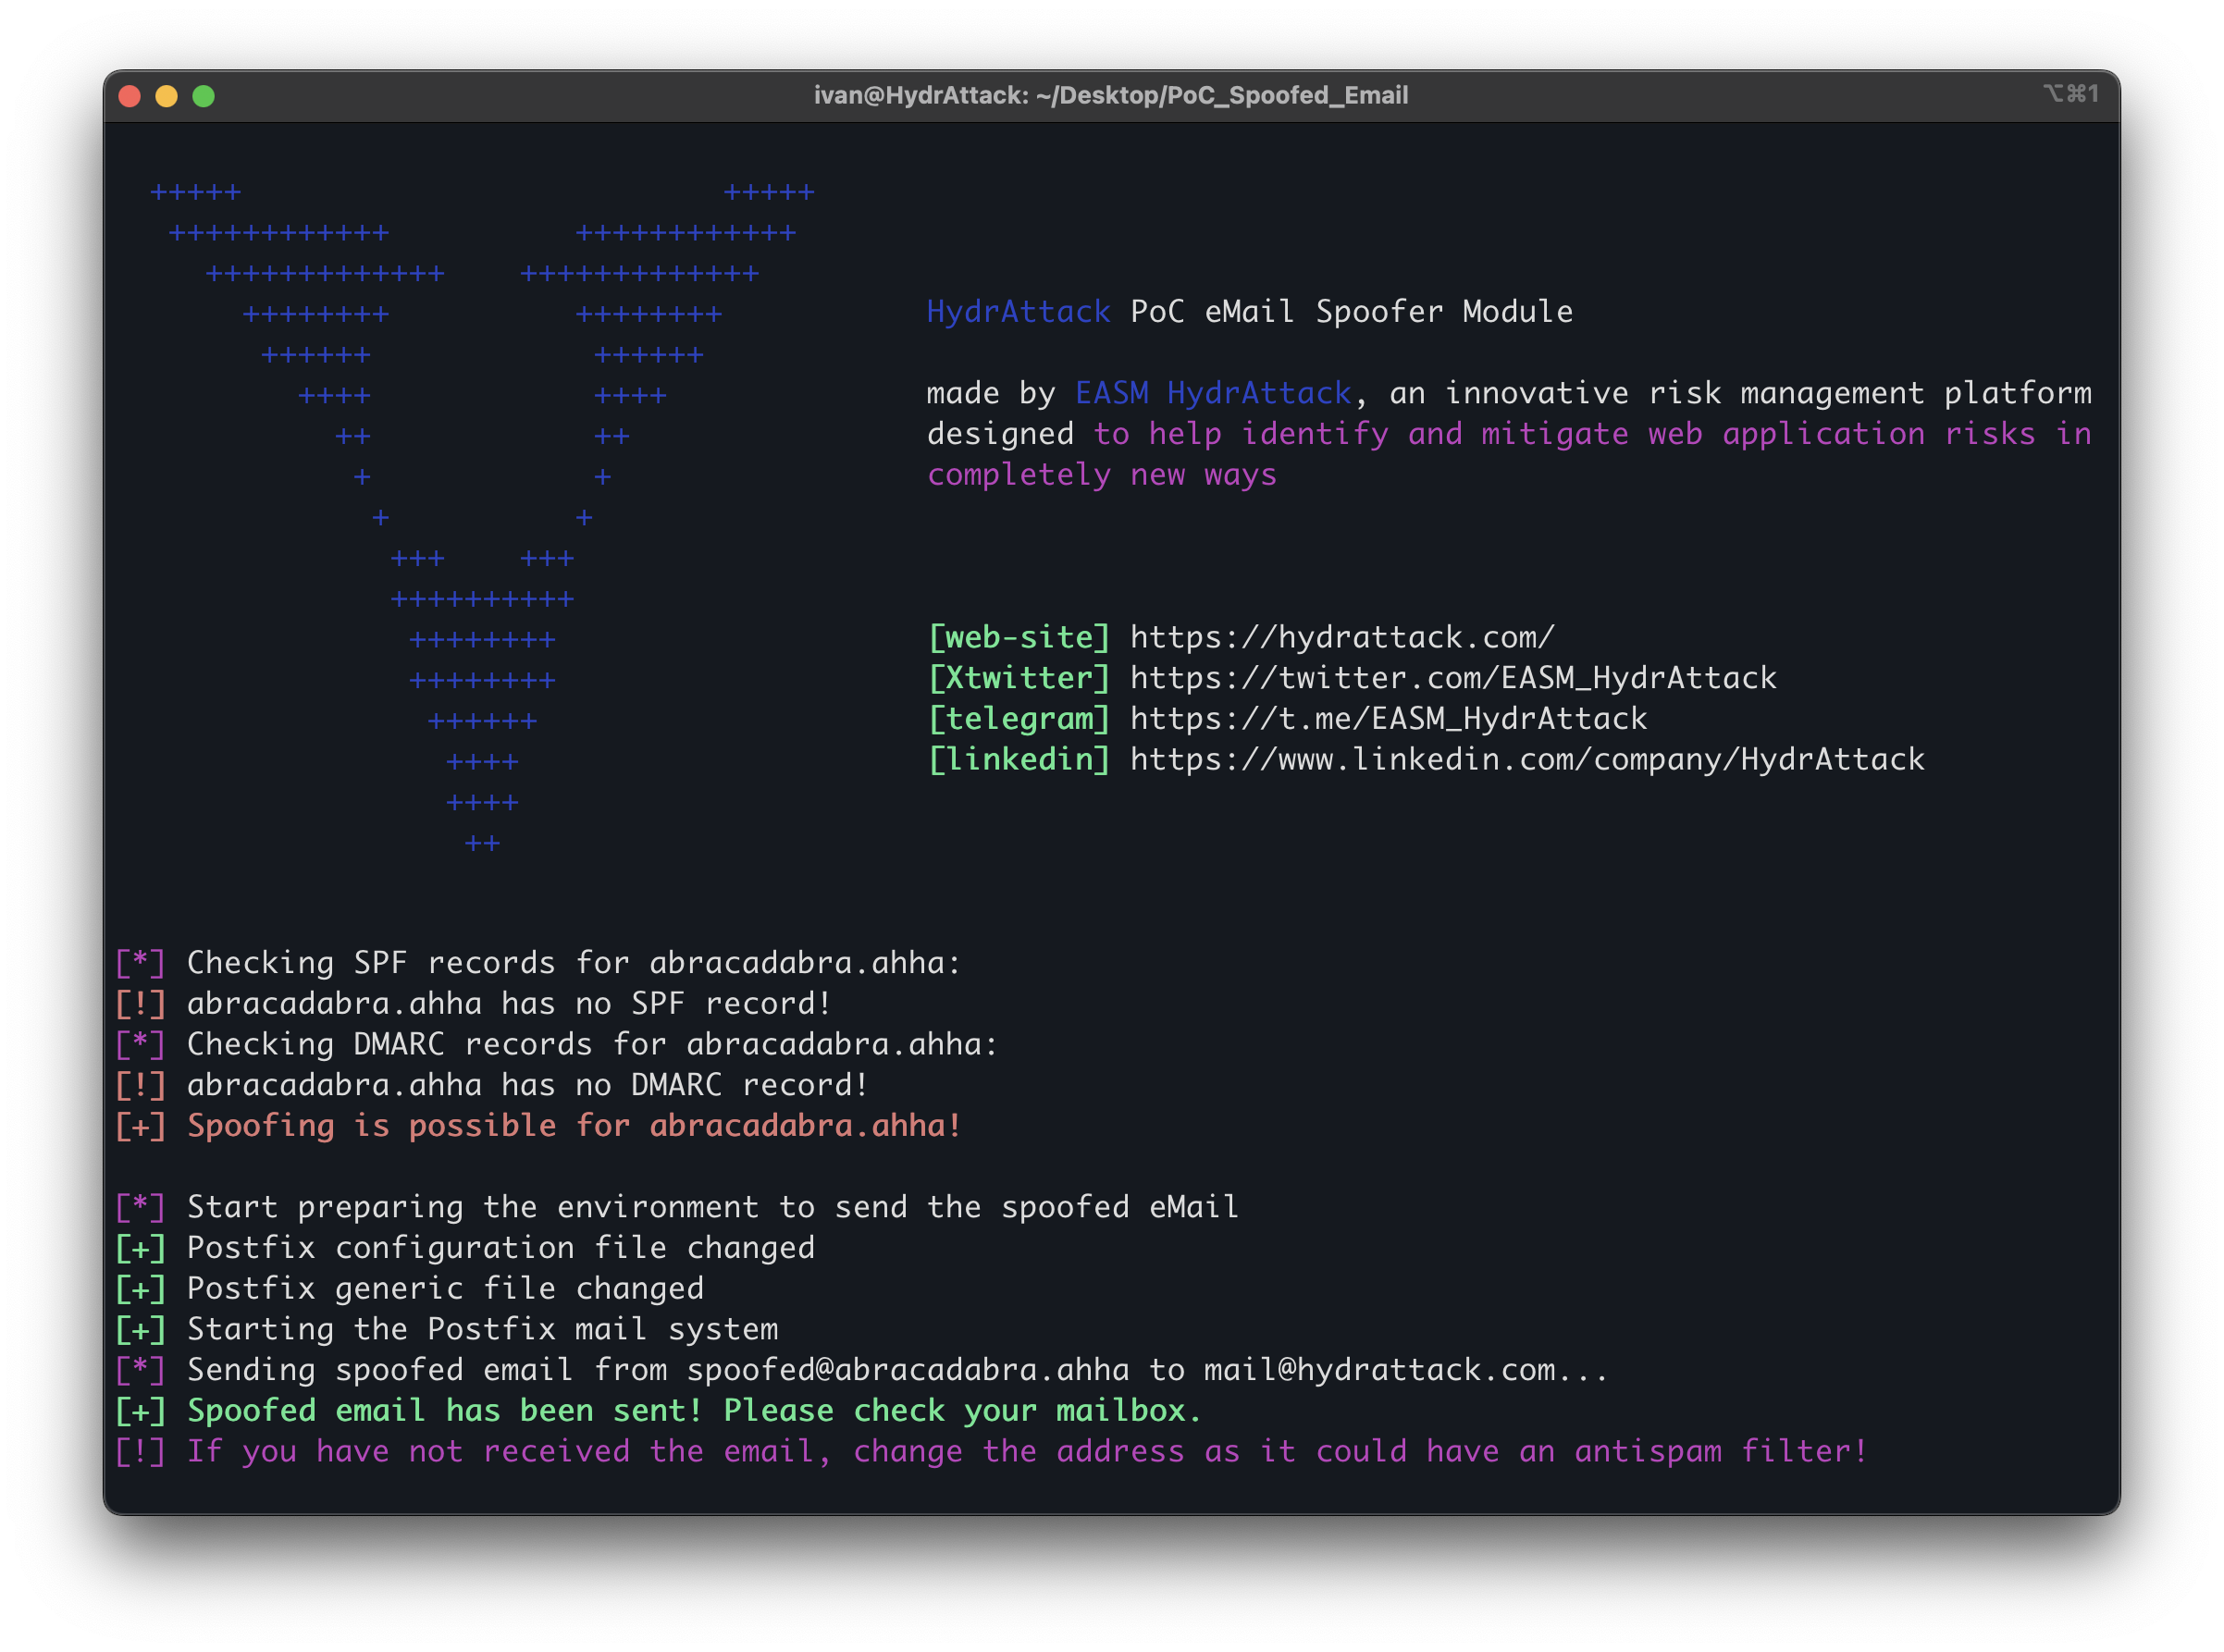 ivan@HydrAttack: ~/Desktop/PoC_Spoofed_Email
⌥⌘1
+++++ +++++
++++++++++++ ++++++++++++
+++++++++++++ +++++++++++++
++++++++ ++++++++
HydrAttack PoC eMail Spoofer Module
++++++ ++++++
++++ ++++
made by EASM HydrAttack, an innovative risk management platform
++ ++
designed to help identify and mitigate web application risks in
+ +
completely new ways
+ +
+++ +++
++++++++++
++++++++
[web-site] https://hydrattack.com/
++++++++
[Xtwitter] https://twitter.com/EASM_HydrAttack
++++++
[telegram] https://t.me/EASM_HydrAttack
++++
[linkedin] https://www.linkedin.com/company/HydrAttack
++++
++
[*] Checking SPF records for abracadabra.ahha:
[!] abracadabra.ahha has no SPF record!
[*] Checking DMARC records for abracadabra.ahha:
[!] abracadabra.ahha has no DMARC record!
[+] Spoofing is possible for abracadabra.ahha!
[*] Start preparing the environment to send the spoofed eMail
[+] Postfix configuration file changed
[+] Postfix generic file changed
[+] Starting the Postfix mail system
[*] Sending spoofed email from spoofed@abracadabra.ahha to mail@hydrattack.com...
[+] Spoofed email has been sent! Please check your mailbox.
[!] If you have not received the email, change the address as it could have an antispam filter!